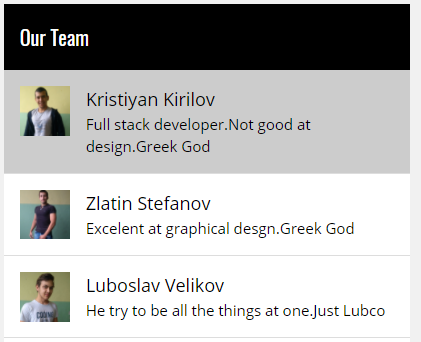 Our Team
Kristiyan Kirilov
Full stack developer.Not good at
design.Greek God
Zlatin Stefanov
Excelent at graphical desgn.Greek God
Luboslav Velikov
He try to be all the things at one.Just Lubco